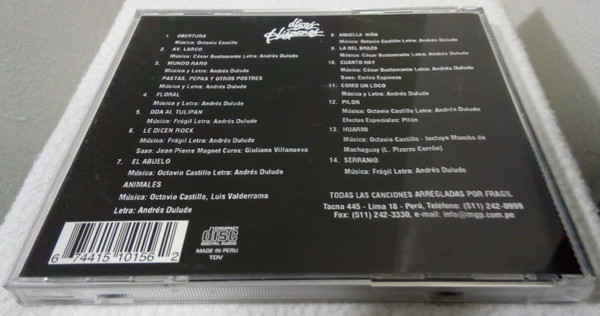 discos
Hispanos
1. OBERTURA
Música: Octavio Castillo
2. AV. LARCO
Música: César Bustamante Letra: Andrés Dulude
3. MUNDO RARO
Música y Letra: Andrés Dulude
PASTAS, PEPAS Y OTROS POSTRES
Música y Letra: Andrés Dulude
4. FLORAL
Música y Letra: Andrés Dulude
5. ODA AL TULIPAN
Música: Frágil Letra: Andrés Dulude
6. LE DICEN ROCK
Música y Letra: Andrés Dulude
Saxo: Jean Pierre Magnet Coros: Giuliana Villanueva
7. EL ABUELO
Música: Octavio Castillo Letra: Andrés Dulude
ANIMALES
Música: Octavio Castillo, Luis Valderrama
Letra: Andrés Dulude
8. AQUELLA NIÑA
Música: Octavio Castillo Letra: Andrés Dulude
9. LA DEL BRAZO
Música: César Bustamante Letra: Andrés Dulude
10. CUANTO HAY
Música: César Bustamante Letra: Andrés Dulude
Saxo: Carlos Espinoza
11. COMO UN LOCO
Música y Letra: Andrés Dulude
12. PILON
Música: Octavio Castillo Letra: Andrés Dulude
Efectos Especiales: Pilón
13. HUARMI
Música: Octavio Castillo - Incluye Mambo de
Machaguay (L. Pizarro Cerrón)
14. SERRANIO
Música: Frágil Letra: Andrés Dulude
TODAS LAS CANCIONES ARREGLADAS POR FRAGIL
Tacna 445 - Lima 18 - Perú, Teléfono: (511) 242-9999
Fax: (511) 242-3330, e-mail: info@mgp.com.pe
6 74415 10156 2
COMPACT
disc
DIGITAL AUDIO
MADE IN PERU
TDV